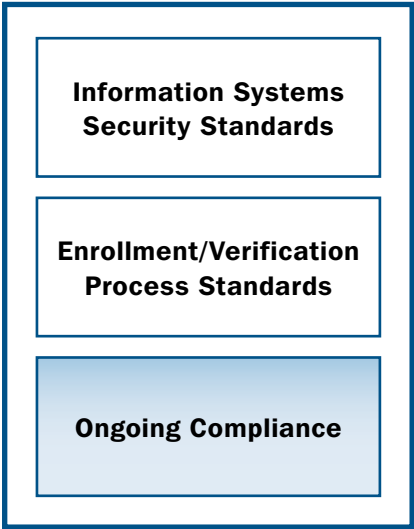 Information Systems
Security Standards
Enrollment/Verification
Process Standards
Ongoing Compliance